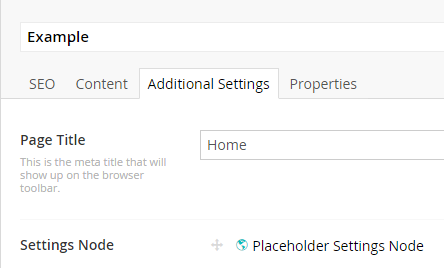 Example
SEO Content Additional Settings Properties
Page Title
Home
This is the meta title that will
show up on the browser
toolbar.
Settings Node
Placeholder Settings Node